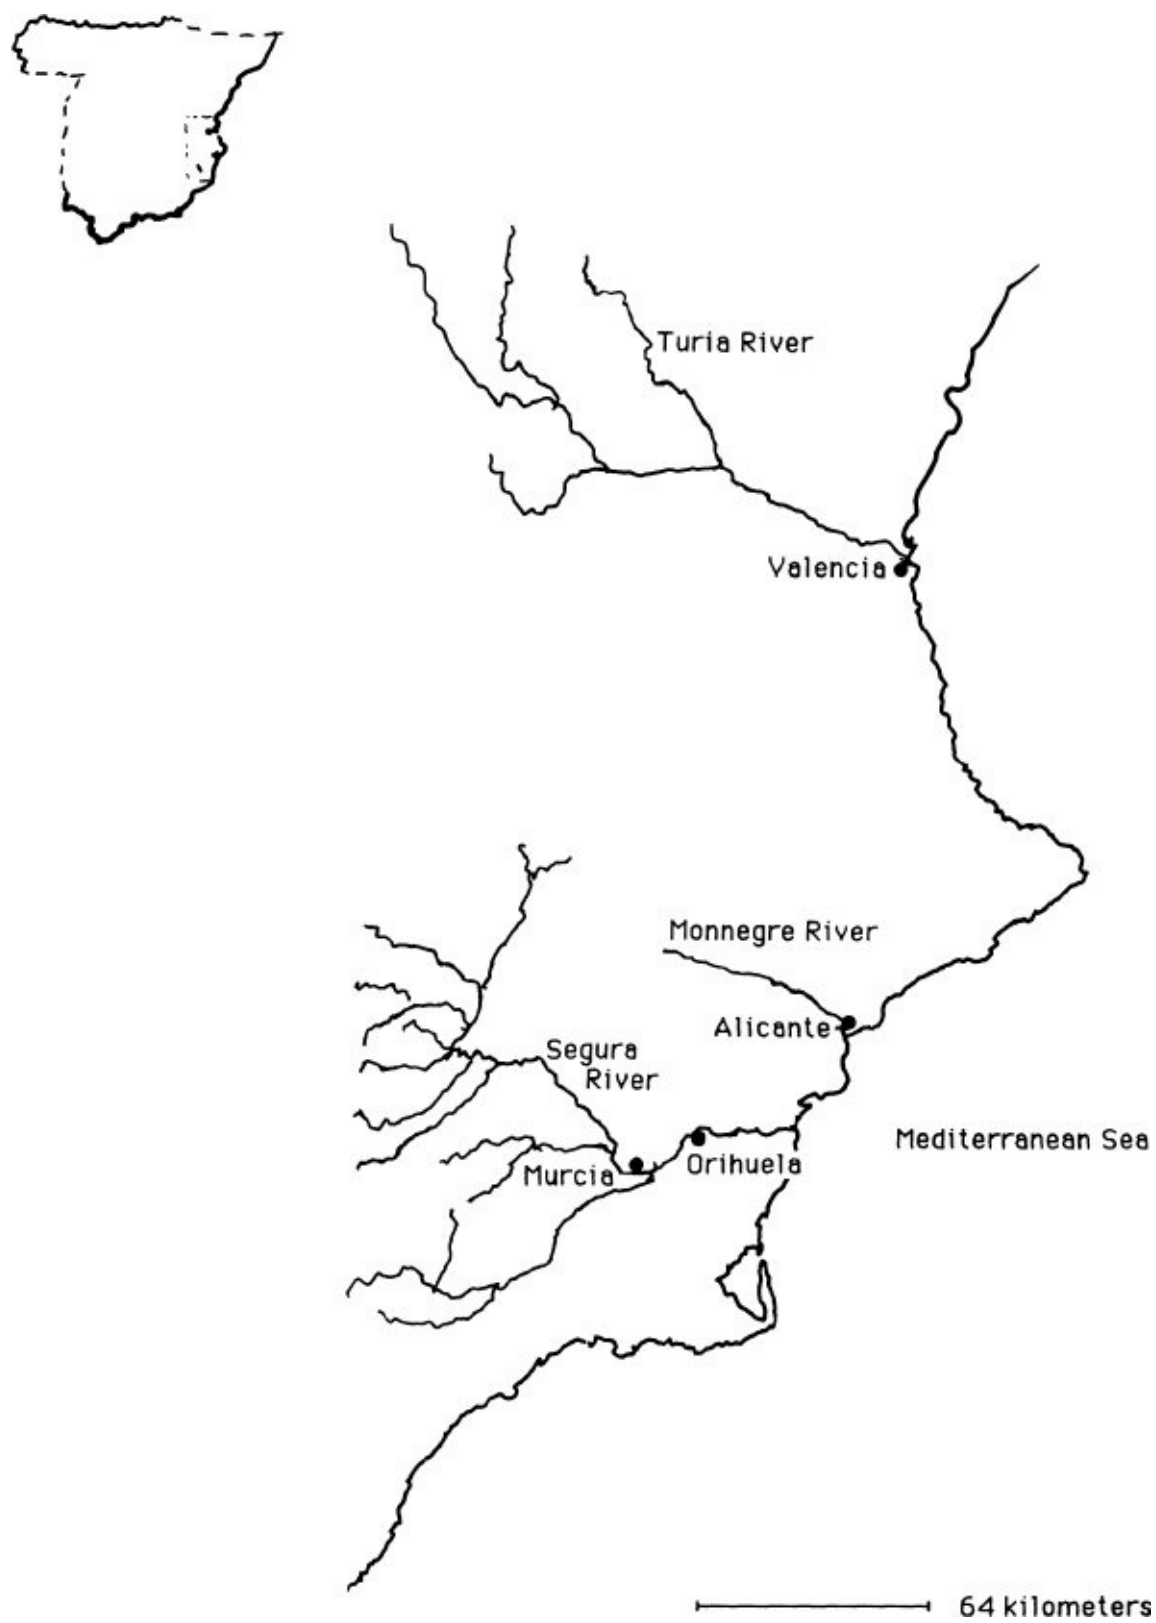 Turia River
Valencia
Monnegre River
Alicante
Segura
River
Mediterranean Sea
Orihuela
Murcia
64 kilometers